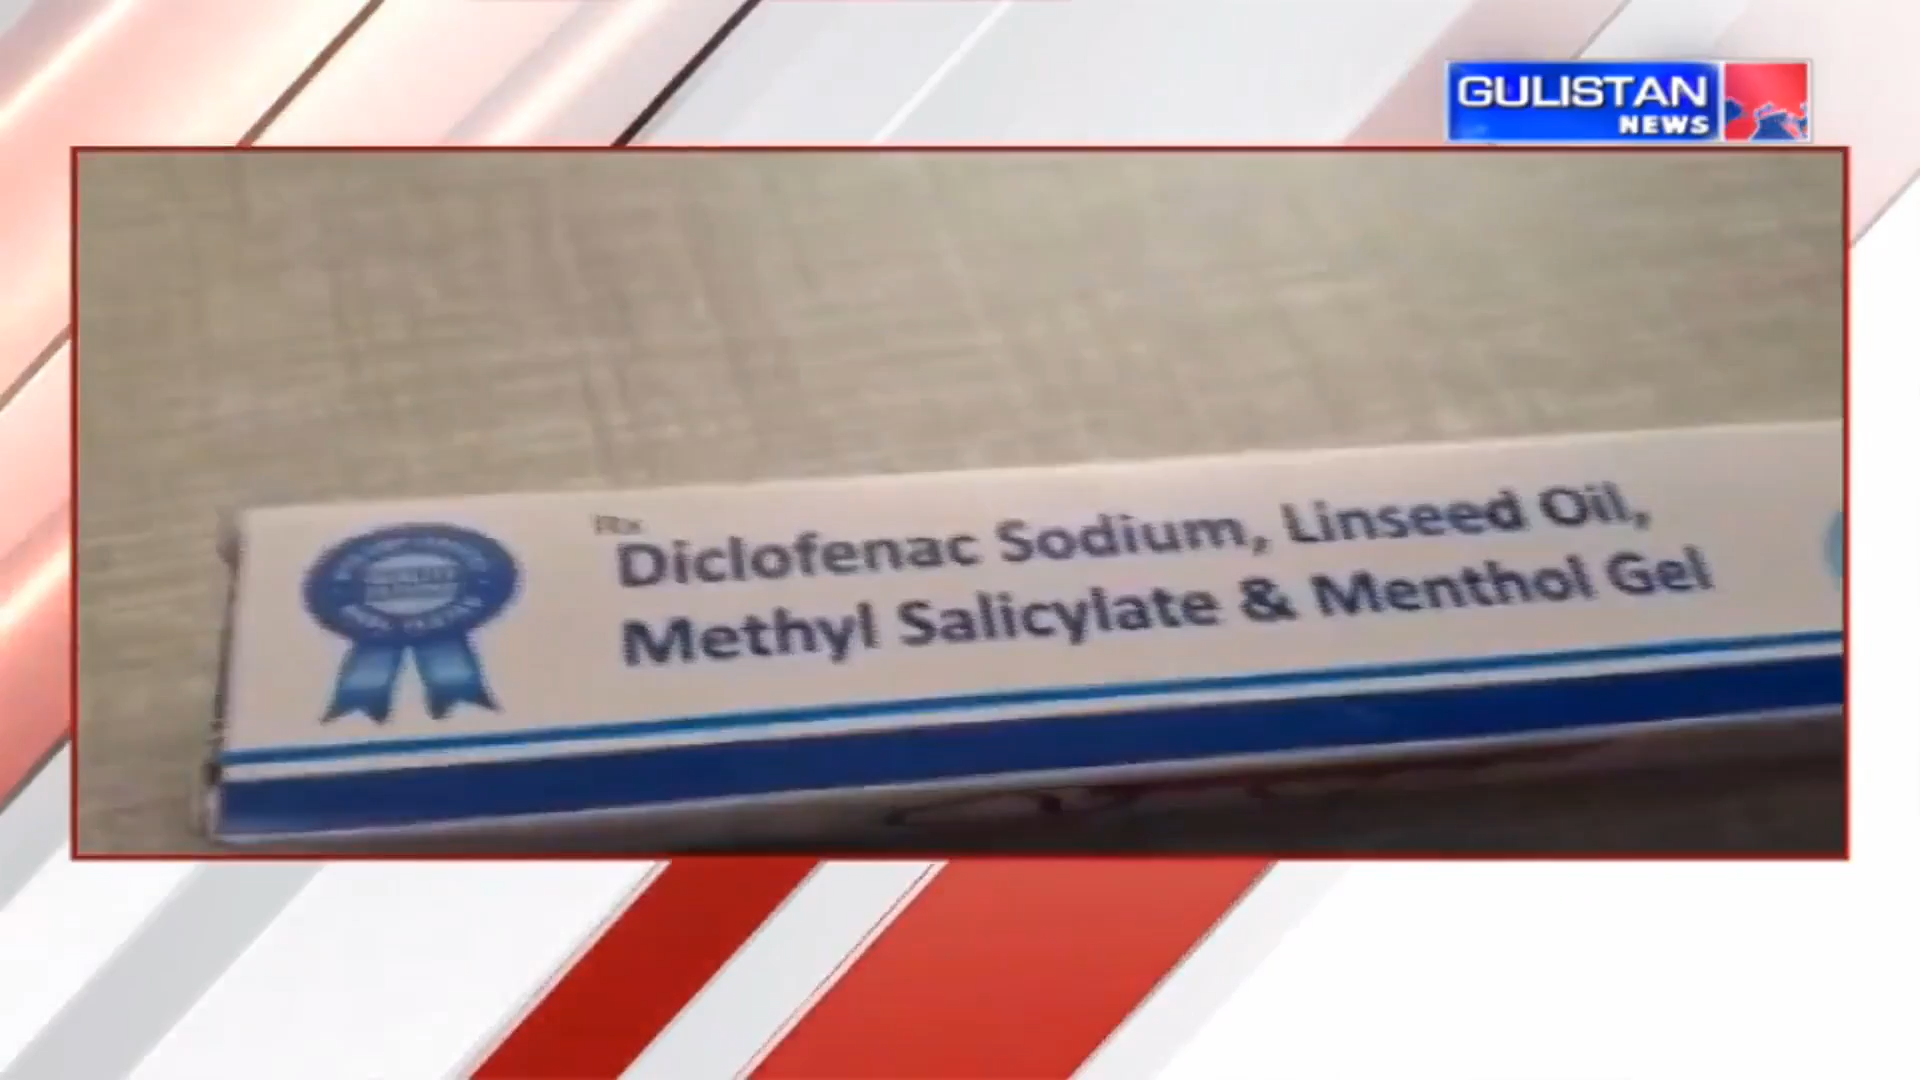 GULISTAN
NEWS
Rx
Diclofenac Sodium, Linseed Oil,
Methyl Salicylate & Menthol Gel